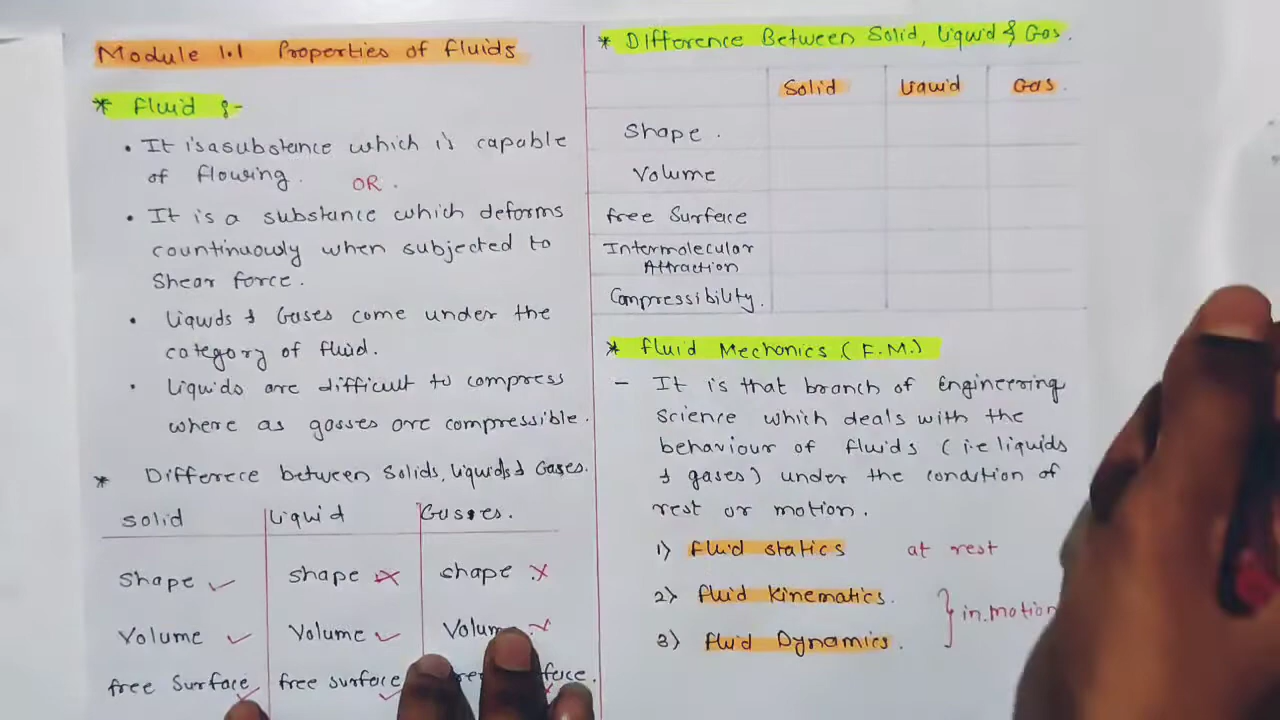 Module 1.1 Properties of fluids
* Fluid :-
• It is a substance which is capable
of flowing. OR.
• It is a substance which deforms
countinuously when subjected to
Shear force.
• Liquids & Gases come under the
category of fluid.
• Liquids are difficult to compress
where as gasses are compressible.
* Differece between Solids, Liquids & Gases.
Solid Liquid Gasses.
Shape ✓ Shape ✗ Shape ✗
Volume ✓ Volume ✓
free Surface free surface ✓
* Difference Between Solid, Liquid & Gas.
Solid Liquid Gas.
Shape.
Volume
free Surface
Intermolecular
Attraction
Compressibility.
* Fluid Mechanics (F.M.)
- It is that branch of Engineering
Science which deals with the
behaviour of fluids (i.e liquids
& gases) under the condition of
rest or motion.
1) fluid statics at rest
2) fluid kinematics. } in motion
3) fluid Dynamics.